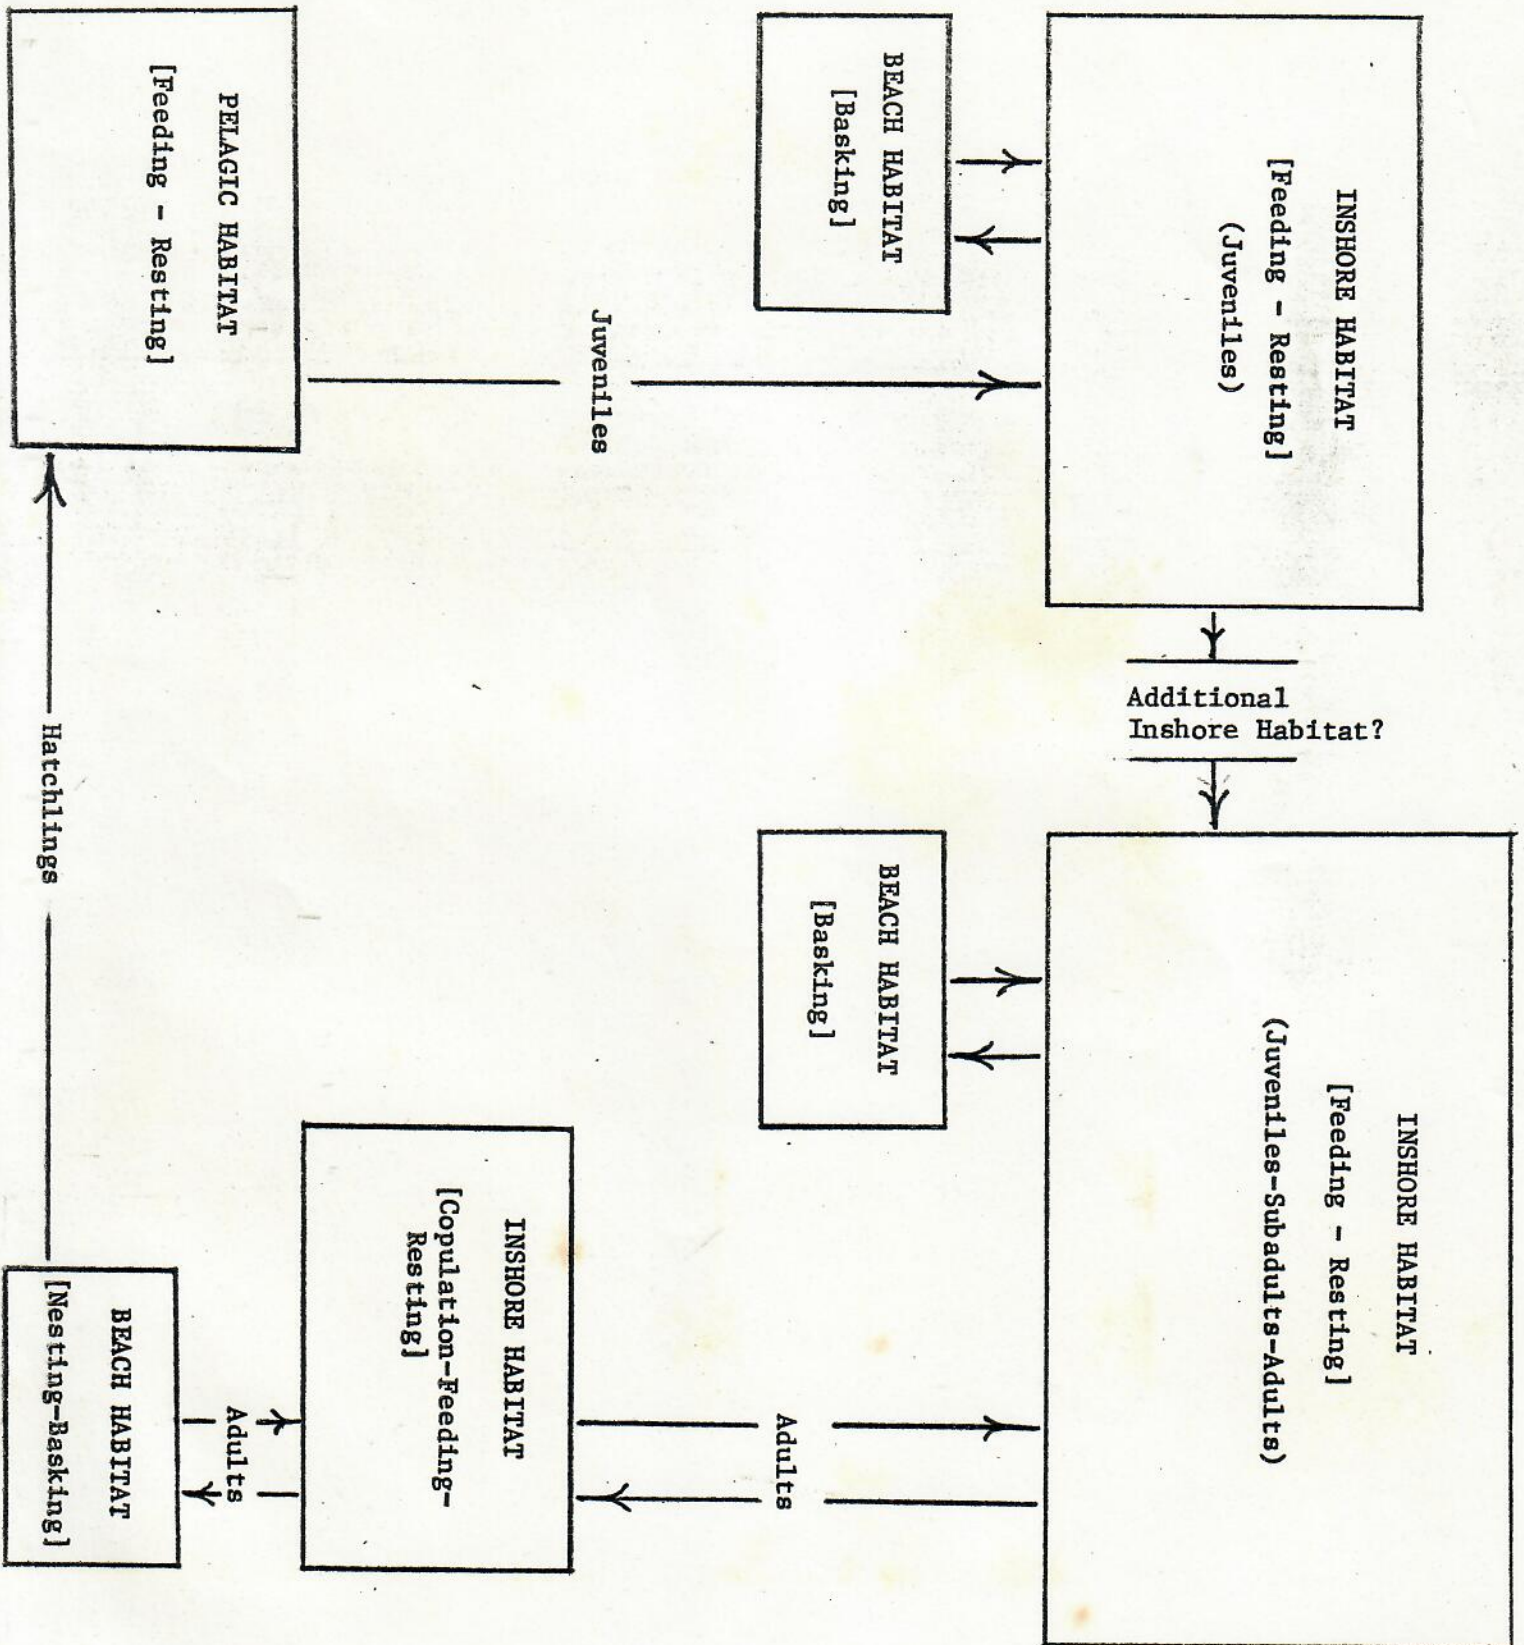 INSHORE HABITAT
[Feeding - Resting]
(Juveniles)
BEACH HABITAT
[Basking]
Juveniles
PELAGIC HABITAT
[Feeding - Resting]
Additional
Inshore Habitat?
INSHORE HABITAT
[Feeding - Resting]
(Juveniles-Subadults-Adults)
BEACH HABITAT
[Basking]
Adults
INSHORE HABITAT
[Copulation-Feeding-
Resting]
Adults
BEACH HABITAT
[Nesting-Basking]
Hatchlings